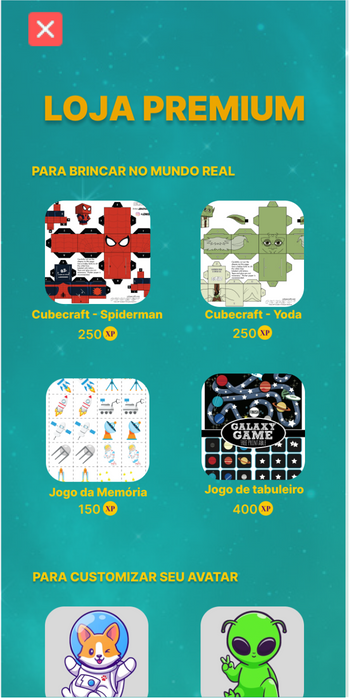 LOJA PREMIUM
PARA BRINCAR NO MUNDO REAL
Cubecraft - Spiderman
Cubecraft - Yoda
250 XP
250 XP
GALAXY
GAME
Jogo da Memória
Jogo de tabuleiro
150 XP
400 XP
PARA CUSTOMIZAR SEU AVATAR